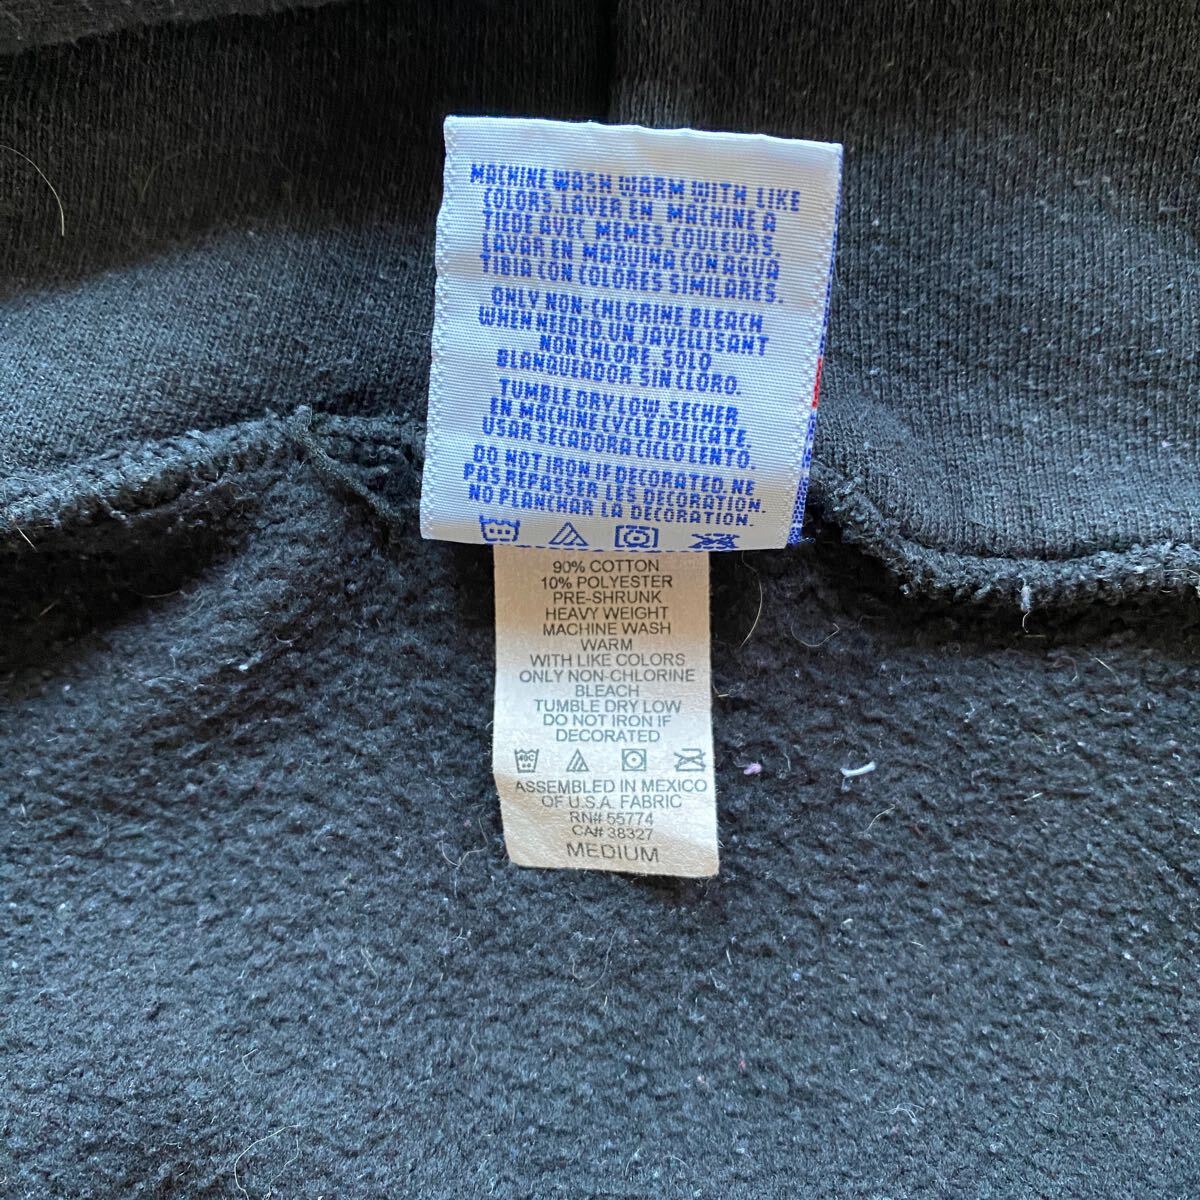 MACHINE WASH WARM WITH LIKE
COLORS. LAVER EN MACHINE A
TIEDE AVEC MEMES COULEURS.
LAVAR EN MAQUINA CON AGUA
TIBIA CON COLORES SIMILARES.
ONLY NON-CHLORINE BLEACH
WHEN NEEDED. UN JAVELLISANT
NON CHLORE. SOLO
BLANQUEADOR SIN CLORO.
TUMBLE DRY LOW. SECHER
EN MACHINE CYCLE DELICATE.
USAR SECADORA CICLO LENTO.
DO NOT IRON IF DECORATED. NE
PAS REPASSER LES DECORATION.
NO PLANCHAR LA DECORATION.
90% COTTON
10% POLYESTER
PRE-SHRUNK
HEAVY WEIGHT
MACHINE WASH
WARM
WITH LIKE COLORS
ONLY NON-CHLORINE
BLEACH
TUMBLE DRY LOW
DO NOT IRON IF
DECORATED
40C
ASSEMBLED IN MEXICO
OF U.S.A. FABRIC
RN# 55774
CA# 38327
MEDIUM